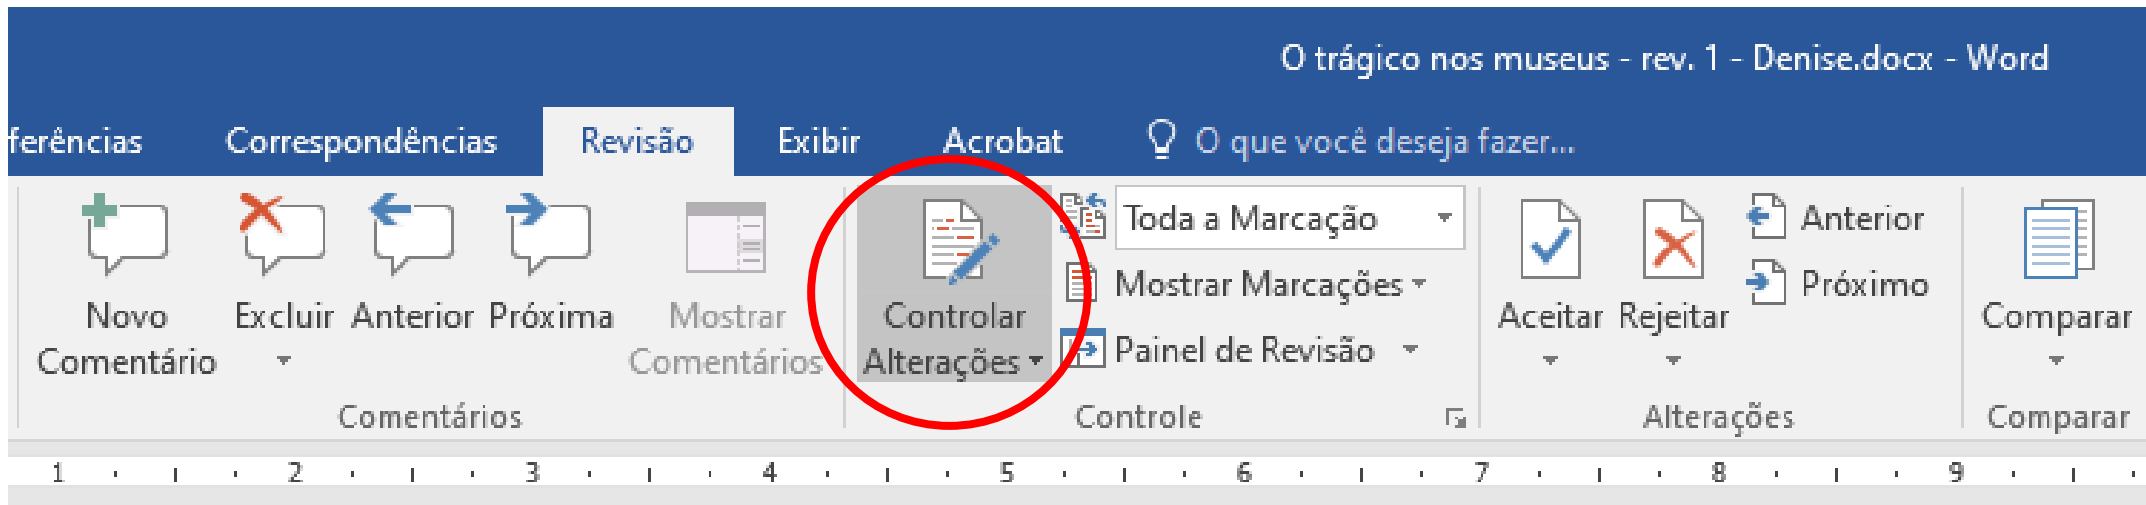 O trágico nos museus - rev. 1 - Denise.docx - Word
ferências Correspondências Revisão Exibir Acrobat O que você deseja fazer...
Novo Comentário
Excluir
Anterior
Próxima
Mostrar Comentários
Comentários
Controlar Alterações
Toda a Marcação
Mostrar Marcações
Painel de Revisão
Controle
Aceitar
Rejeitar
Anterior
Próximo
Alterações
Comparar
Comparar
1 2 3 4 5 6 7 8 9